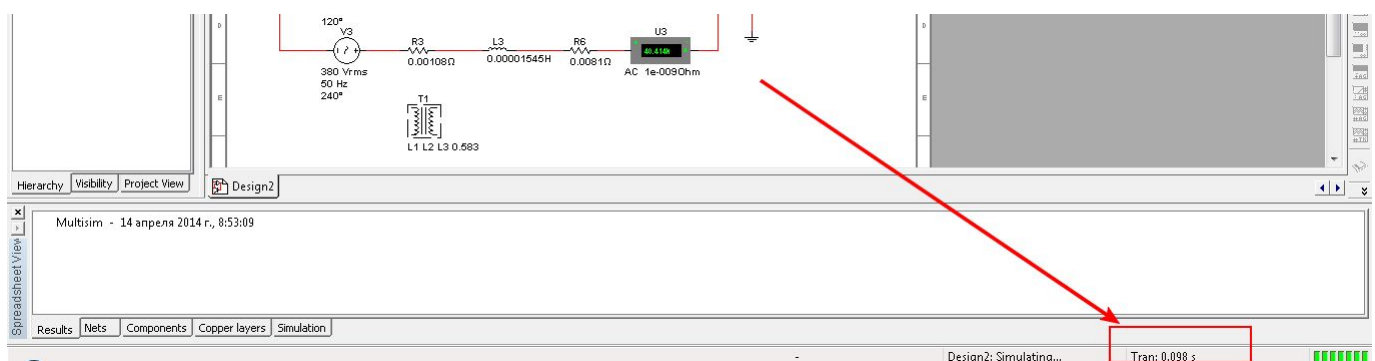 120°
V3
R3
L3
R6
U3
0.00108Ω
0.00001545H
0.0081Ω
380 Vrms
AC 1e-009Ohm
50 Hz
240°
T1
L1 L2 L3 0.583
D
D
E
E
Hierarchy Visibility Project View
Design2
Multisim - 14 апреля 2014 г., 8:53:09
Spreadsheet View
Results Nets Components Copper layers Simulation
- Design2: Simulating... Tran: 0.098 s